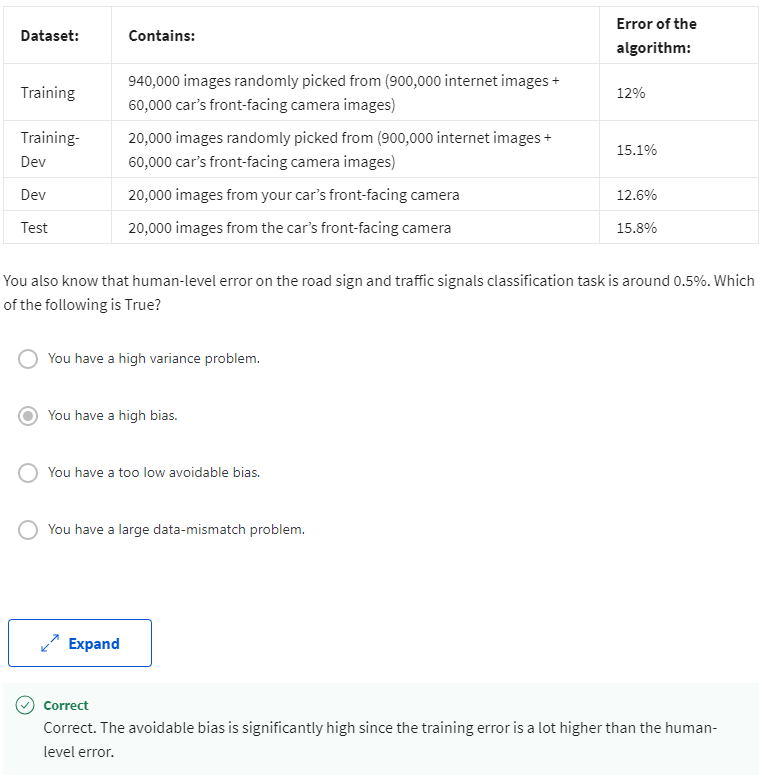 Dataset: Contains: Error of the
algorithm:
Training 940,000 images randomly picked from (900,000 internet images +
60,000 car’s front-facing camera images) 12%
Training-
Dev 20,000 images randomly picked from (900,000 internet images +
60,000 car’s front-facing camera images) 15.1%
Dev 20,000 images from your car’s front-facing camera 12.6%
Test 20,000 images from the car’s front-facing camera 15.8%
You also know that human-level error on the road sign and traffic signals classification task is around 0.5%. Which
of the following is True?
You have a high variance problem.
You have a high bias.
You have a too low avoidable bias.
You have a large data-mismatch problem.
Expand
Correct
Correct. The avoidable bias is significantly high since the training error is a lot higher than the human-
level error.